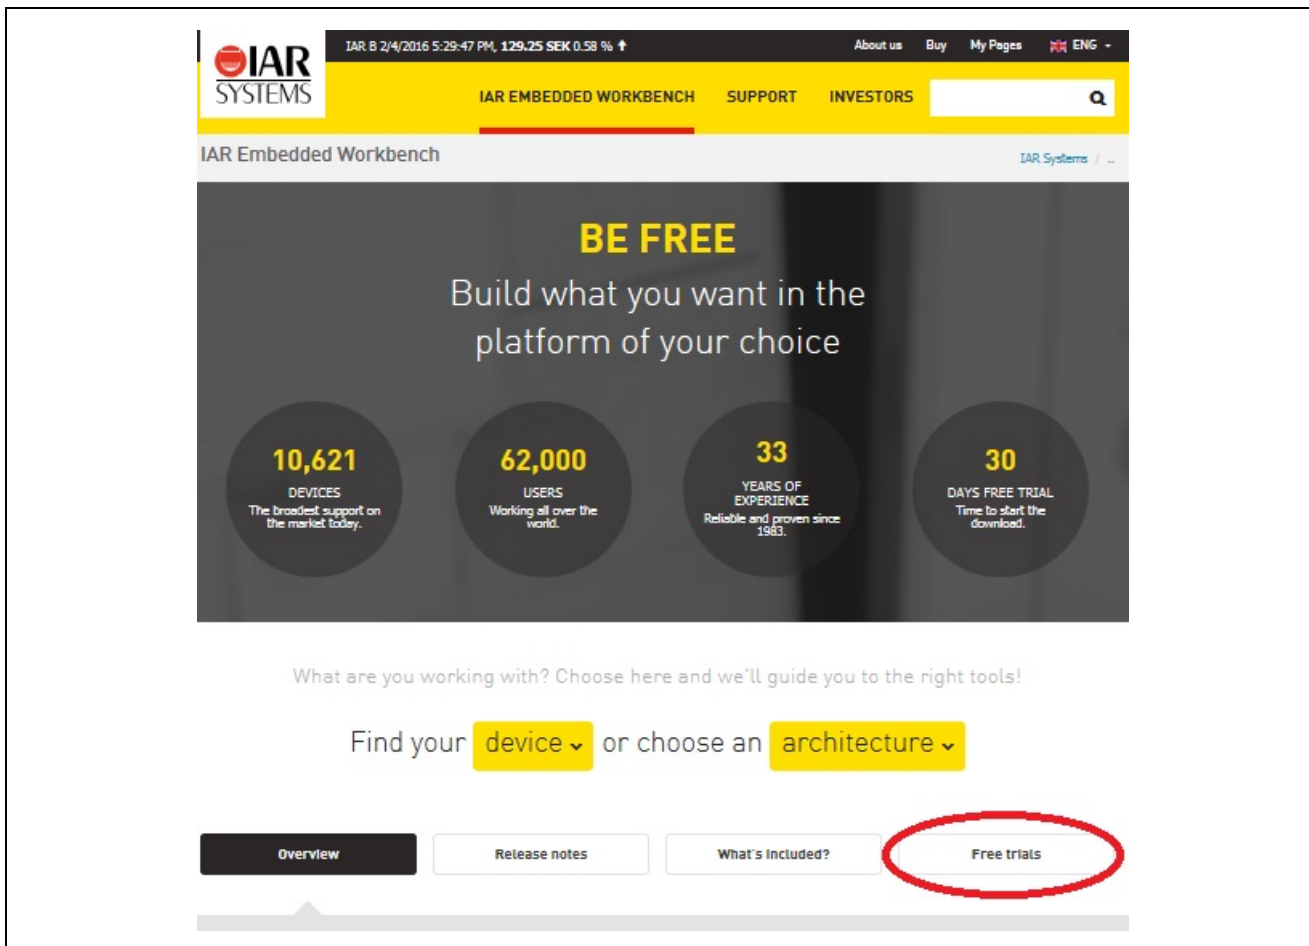 IAR SYSTEMS
IAR B 2/4/2016 5:29:47 PM, 129.25 SEK 0.58 % ↑
About us Buy My Pages ENG
IAR EMBEDDED WORKBENCH SUPPORT INVESTORS
IAR Embedded Workbench
IAR Systems / ..
BE FREE
Build what you want in the
platform of your choice
10,621
DEVICES
The broadest support on
the market today.
62,000
USERS
Working all over the
world.
33
YEARS OF
EXPERIENCE
Reliable and proven since
1983.
30
DAYS FREE TRIAL
Time to start the
download.
What are you working with? Choose here and we'll guide you to the right tools!
Find your device or choose an architecture
Overview Release notes What's included? Free trials